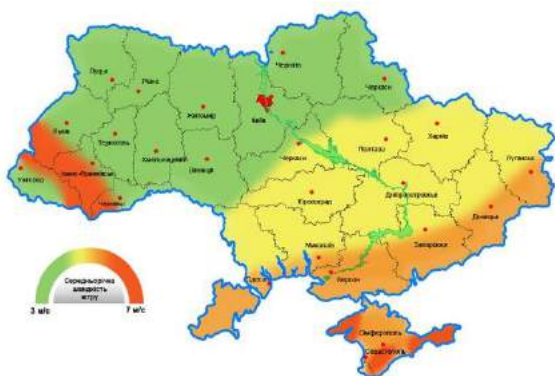 Чернігів
Луцьк
Рівне
Житомир
Київ
Львів
Тернопіль
Хмельницький
Вінниця
Черкаси
Полтава
Харків
Луганськ
Ужгород
Івано-Франківськ
Кіровоград
Дніпропетровськ
Донецьк
Миколаїв
Запоріжжя
Одеса
Херсон
Середньорічна
швидкість
вітру
3 м/с
7 м/с
Сімферополь
Севастополь